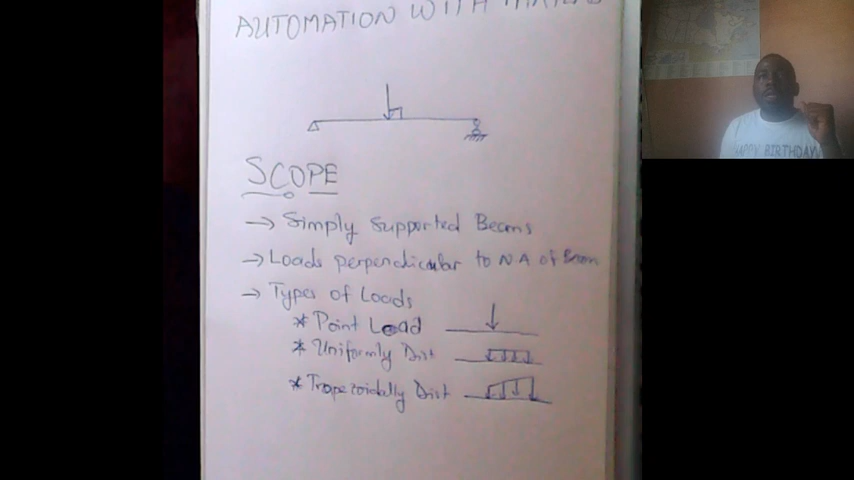 AUTOMATION WITH
SCOPE
→ Simply Supported Beams
→ Loads perpendicular to N.A of Beam
→ Types of Loads
* Point Load
* Uniformly Dist
* Trapezoidally Dist
HAPPY BIRTHDAY